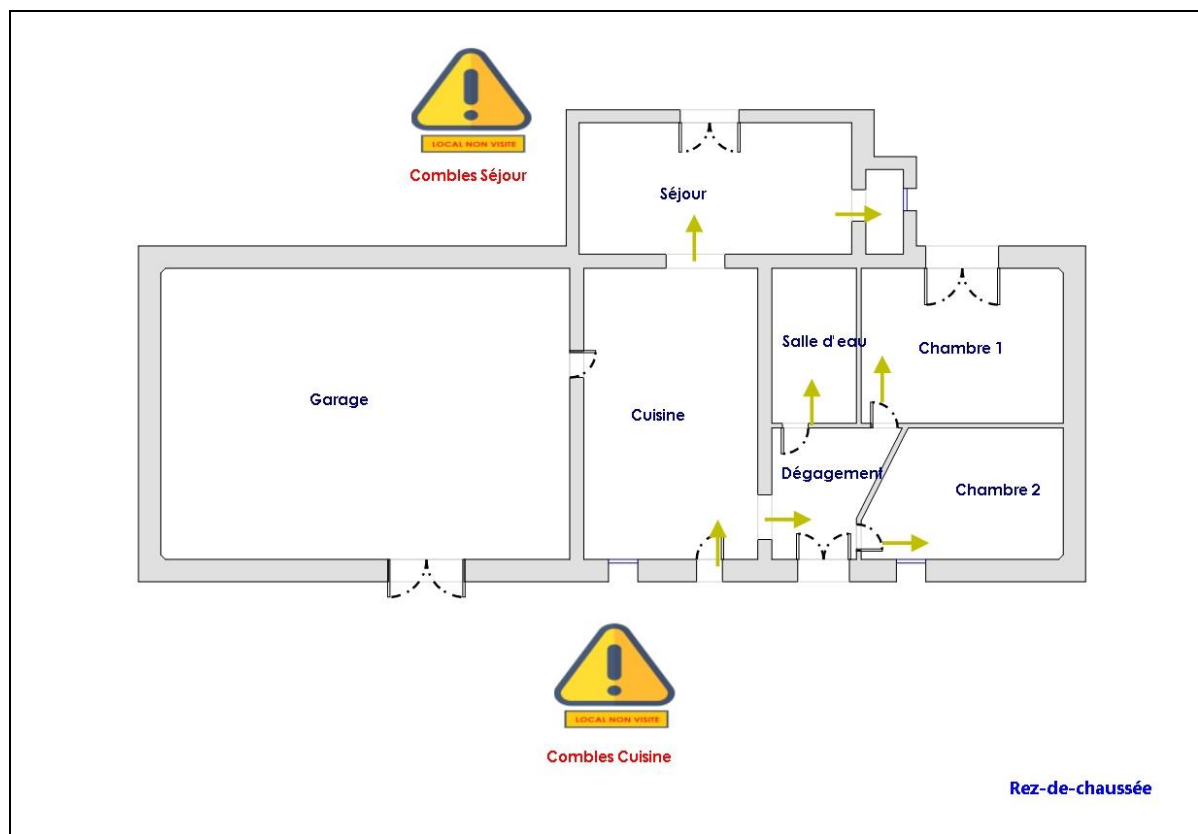 LOCAL NON VISITE
Combles Séjour
Séjour
Salle d'eau
Chambre 1
Garage
Cuisine
Dégagement
Chambre 2
LOCAL NON VISITE
Combles Cuisine
Rez-de-chaussée